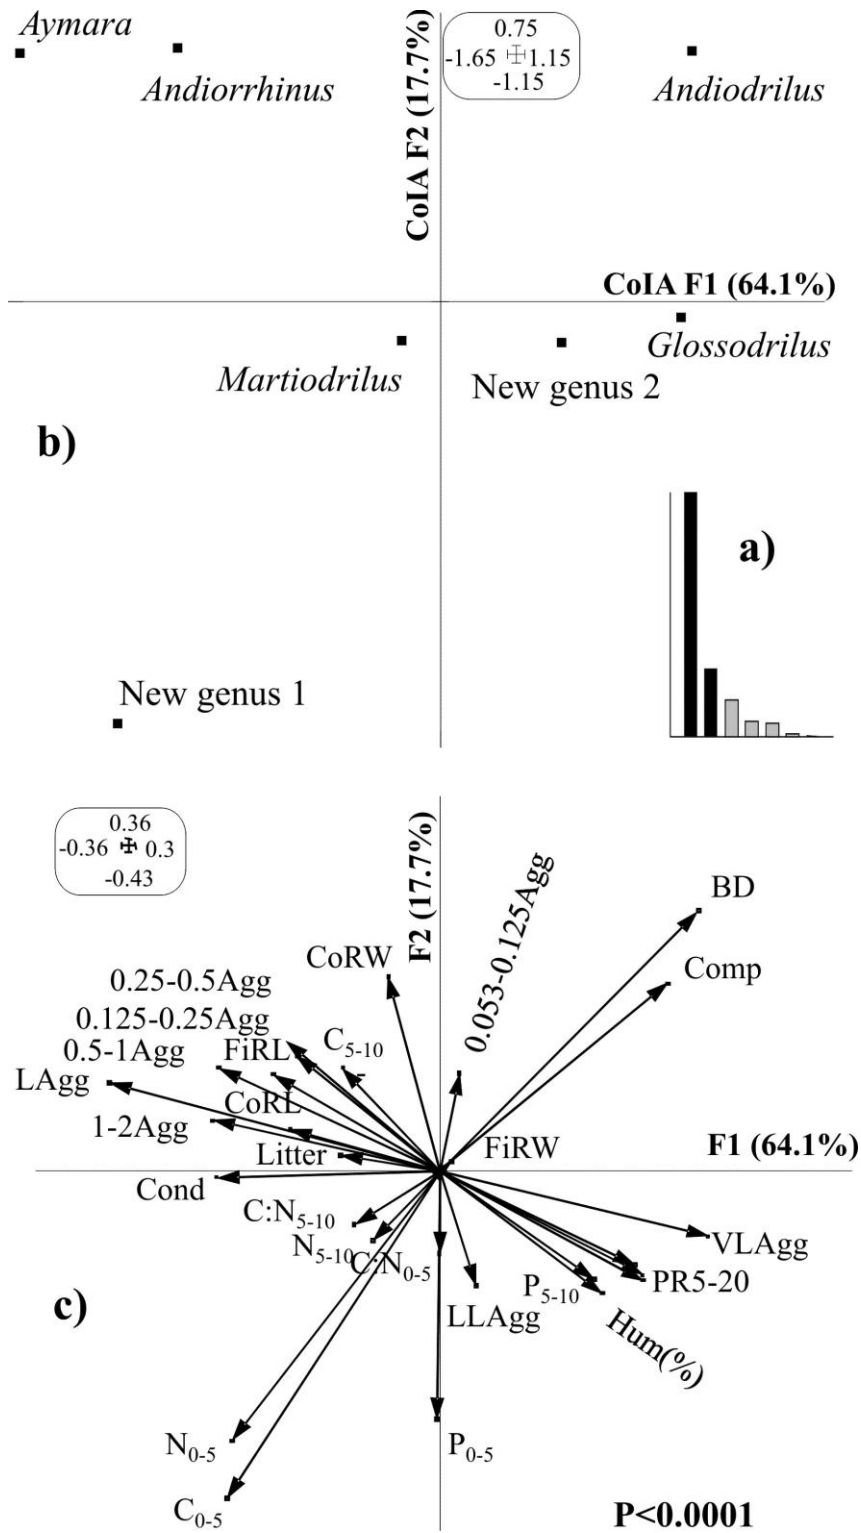 Aymara
Andiorrhinus
CoIA F2 (17.7%)
0.75
-1.65 1.15
-1.15
Andiodrilus
CoIA F1 (64.1%)
Martiodrilus
New genus 2
Glossodrilus
b)
a)
New genus 1
0.36
-0.36 0.3
-0.43
F2 (17.7%)
0.053-0.125Agg
BD
CoRW
Comp
0.25-0.5Agg
0.125-0.25Agg
0.5-1Agg
FiRL
C5-10
LAgg
CoRL
1-2Agg
Litter
FiRW
F1 (64.1%)
Cond
C:N5-10
N5-10
C:N0-5
VLAgg
PR5-20
P5-10
LLAgg
Hum(%)
c)
N0-5
P0-5
C0-5
P<0.0001